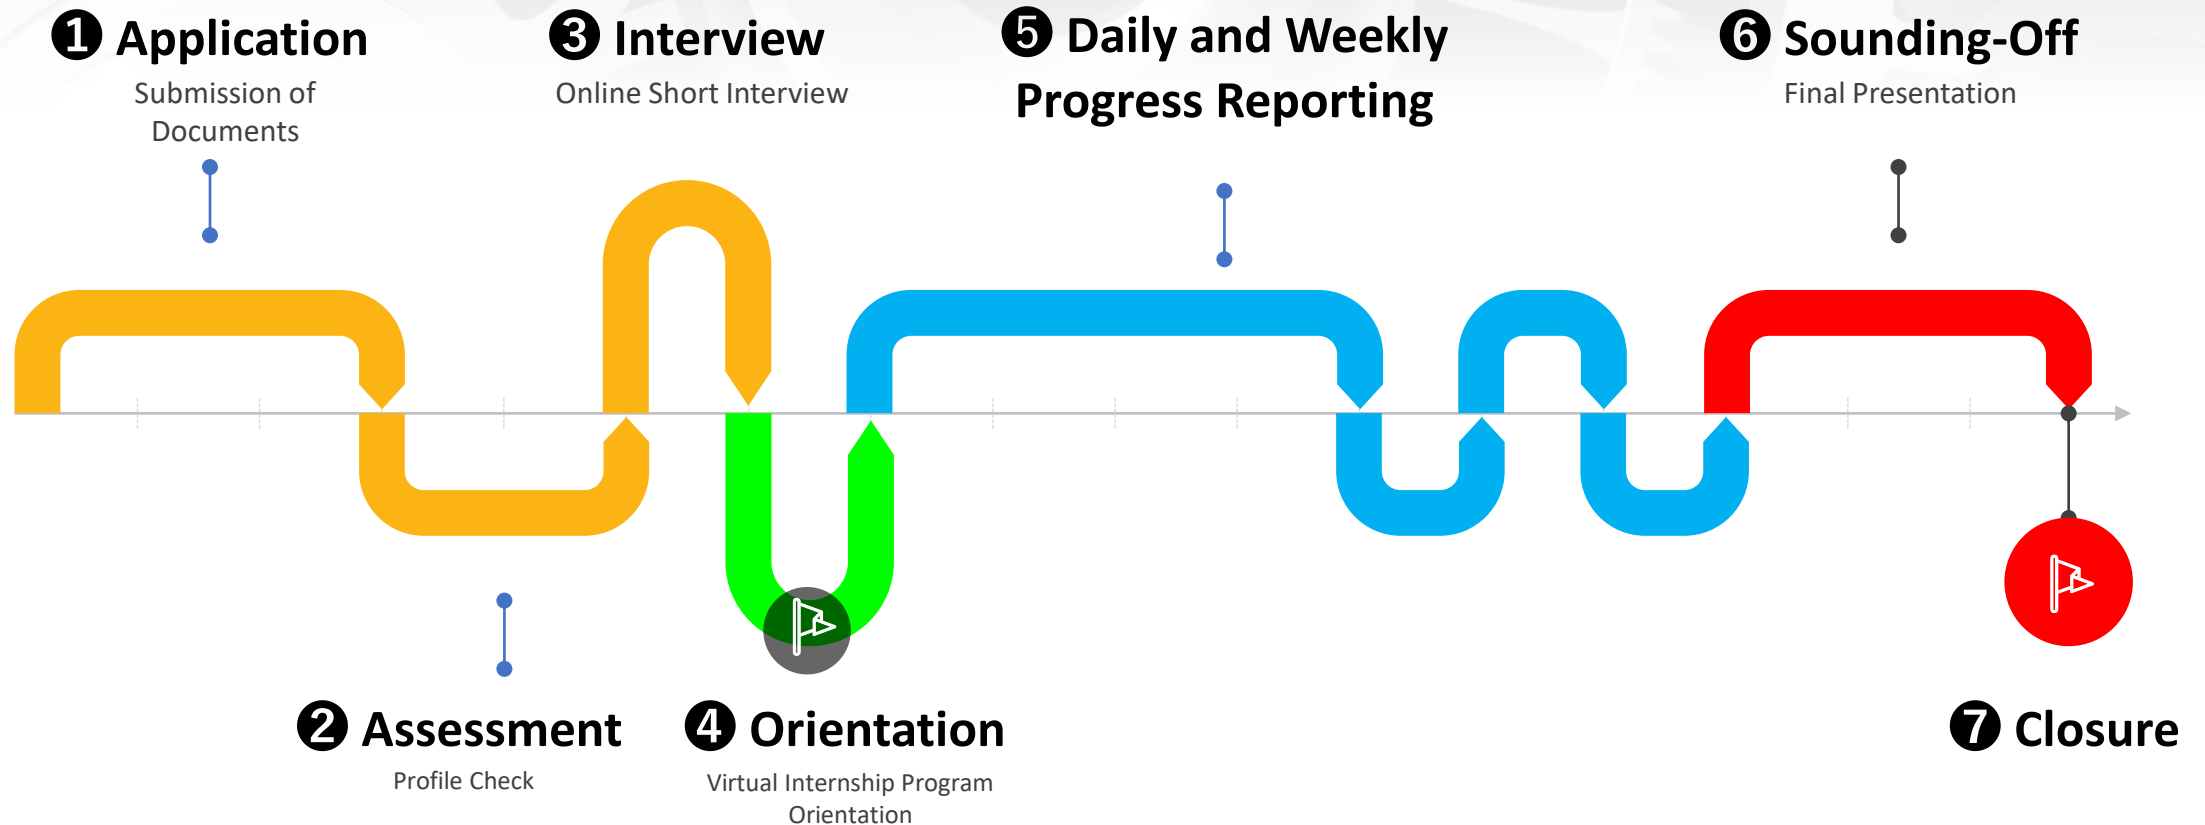 ❶ Application
Submission of
Documents
❷ Assessment
Profile Check
❸ Interview
Online Short Interview
❹ Orientation
Virtual Internship Program
Orientation
❺ Daily and Weekly
Progress Reporting
❻ Sounding-Off
Final Presentation
❼ Closure